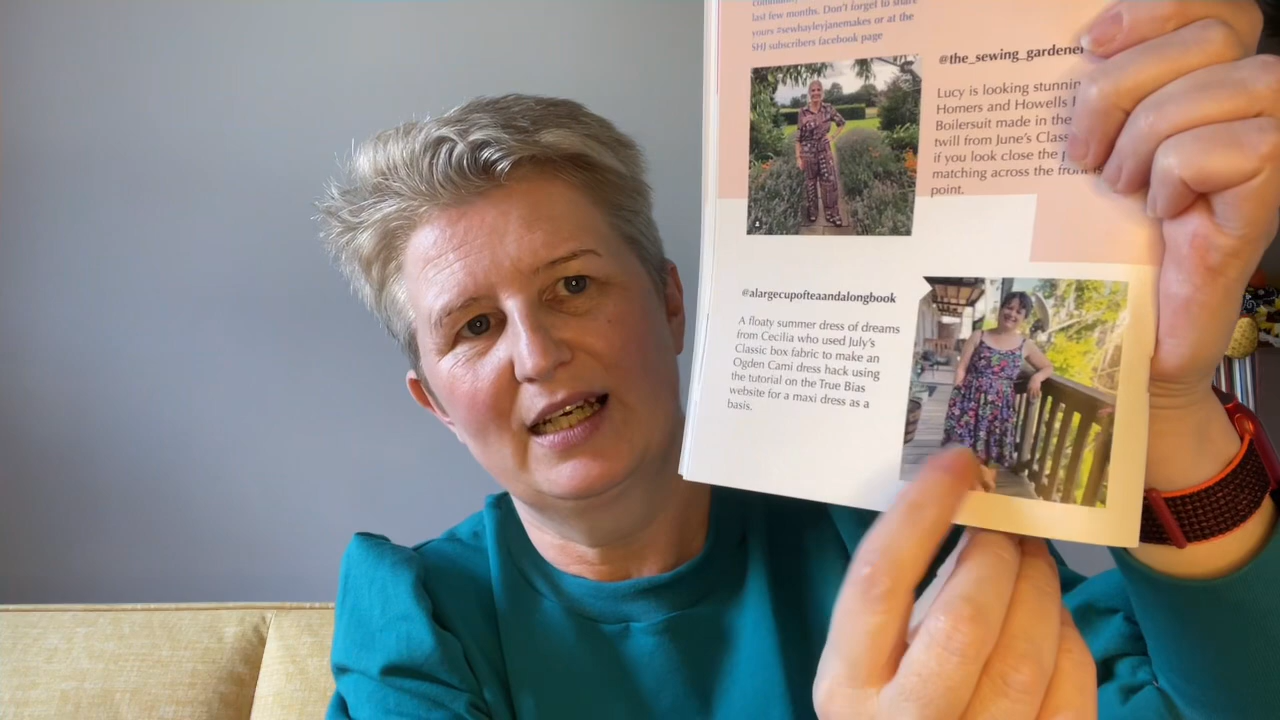 last few months. Don't forget to share
yours #sewhayleyjanemakes or at the
SHJ subscribers facebook page
@the_sewing_gardener
Lucy is looking stunnin
Homers and Howells
Boilersuit made in the
twill from June's Class
if you look close the
matching across the front is
point.
@alargecupofteaandalongbook
A floaty summer dress of dreams
from Cecilia who used July's
Classic box fabric to make an
Ogden Cami dress hack using
the tutorial on the True Bias
website for a maxi dress as a
basis.